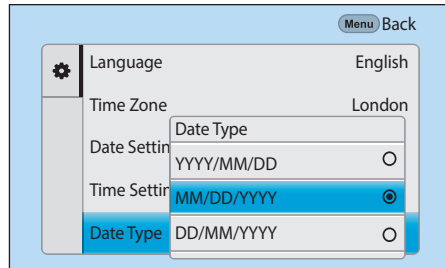 Menu Back
Language English
Time Zone London
Date Type
Date Settin
YYYY/MM/DD
Time Settin
MM/DD/YYYY
Date Type DD/MM/YYYY